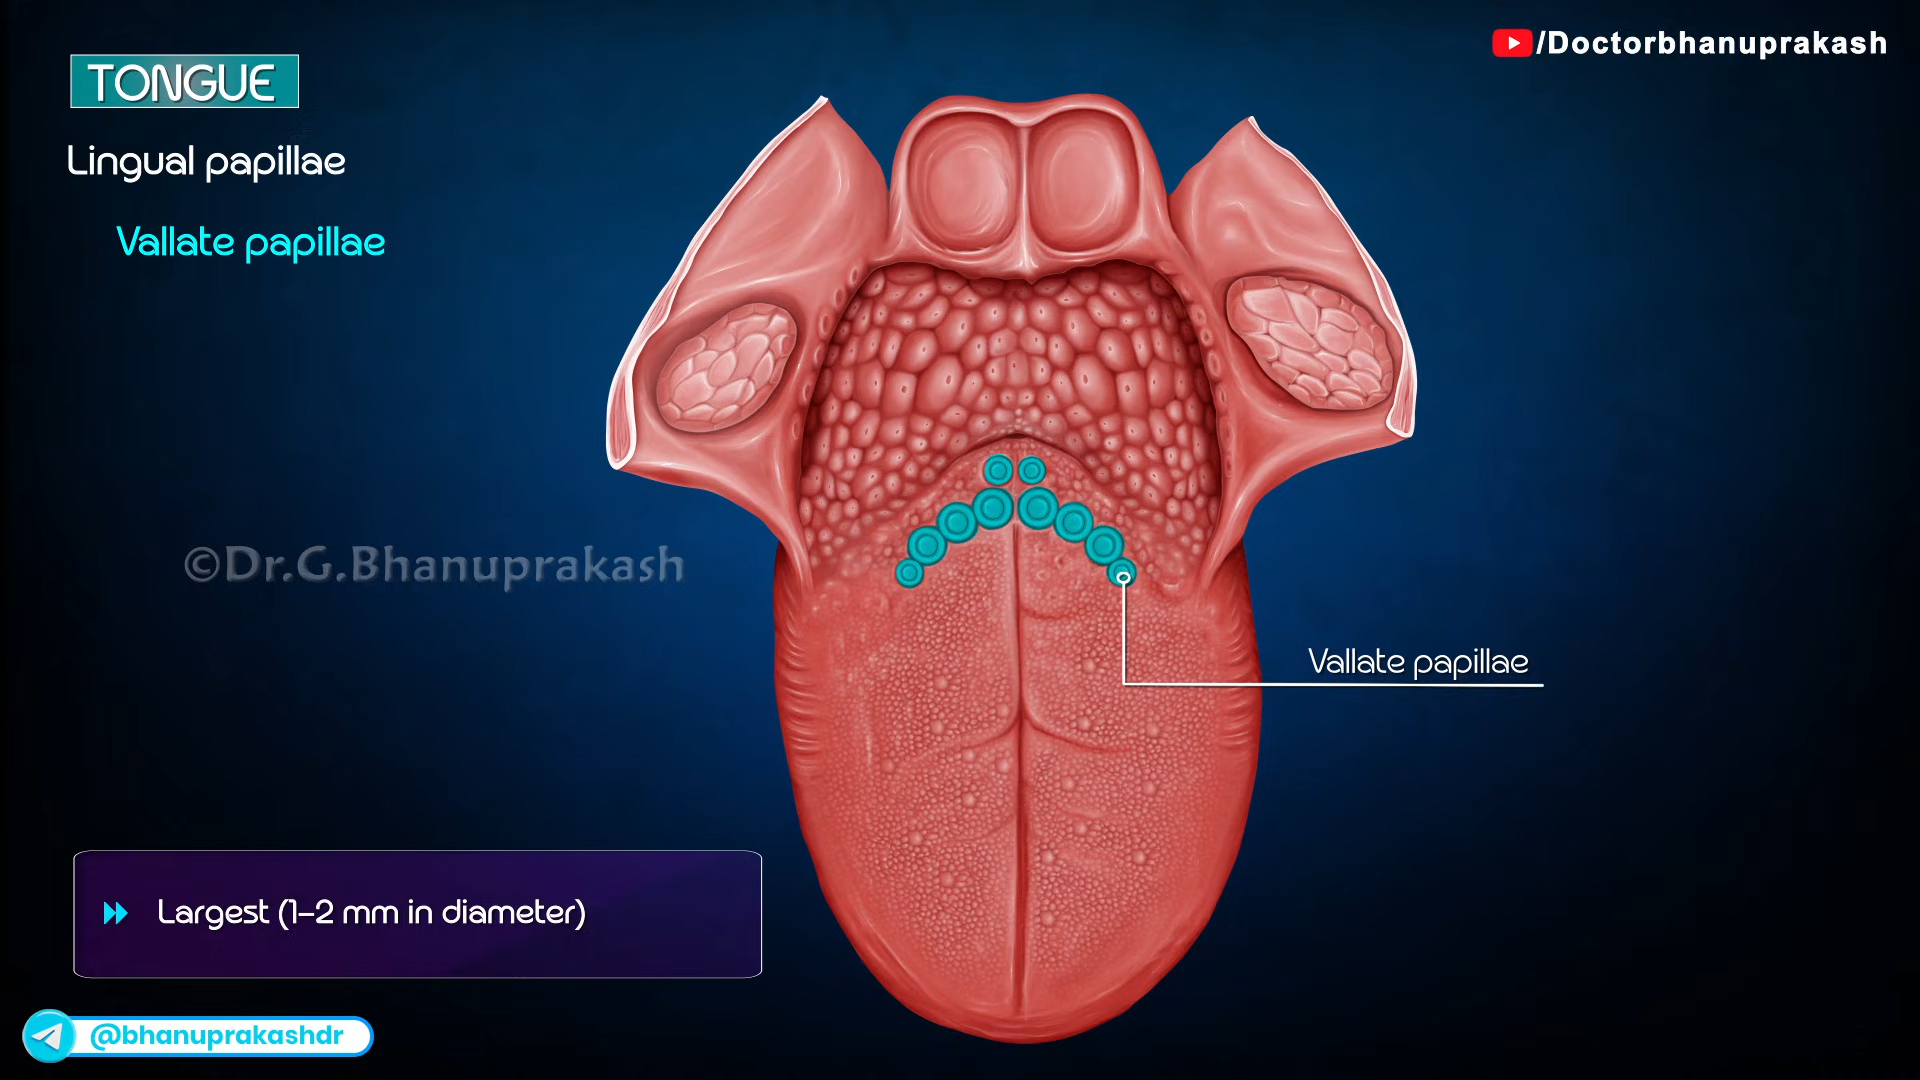 TONGUE
/Doctorbhanuprakash
Lingual papillae
Vallate papillae
©Dr.G.Bhanuprakash
Vallate papillae
Largest (1-2 mm in diameter)
@bhanuprakashdr